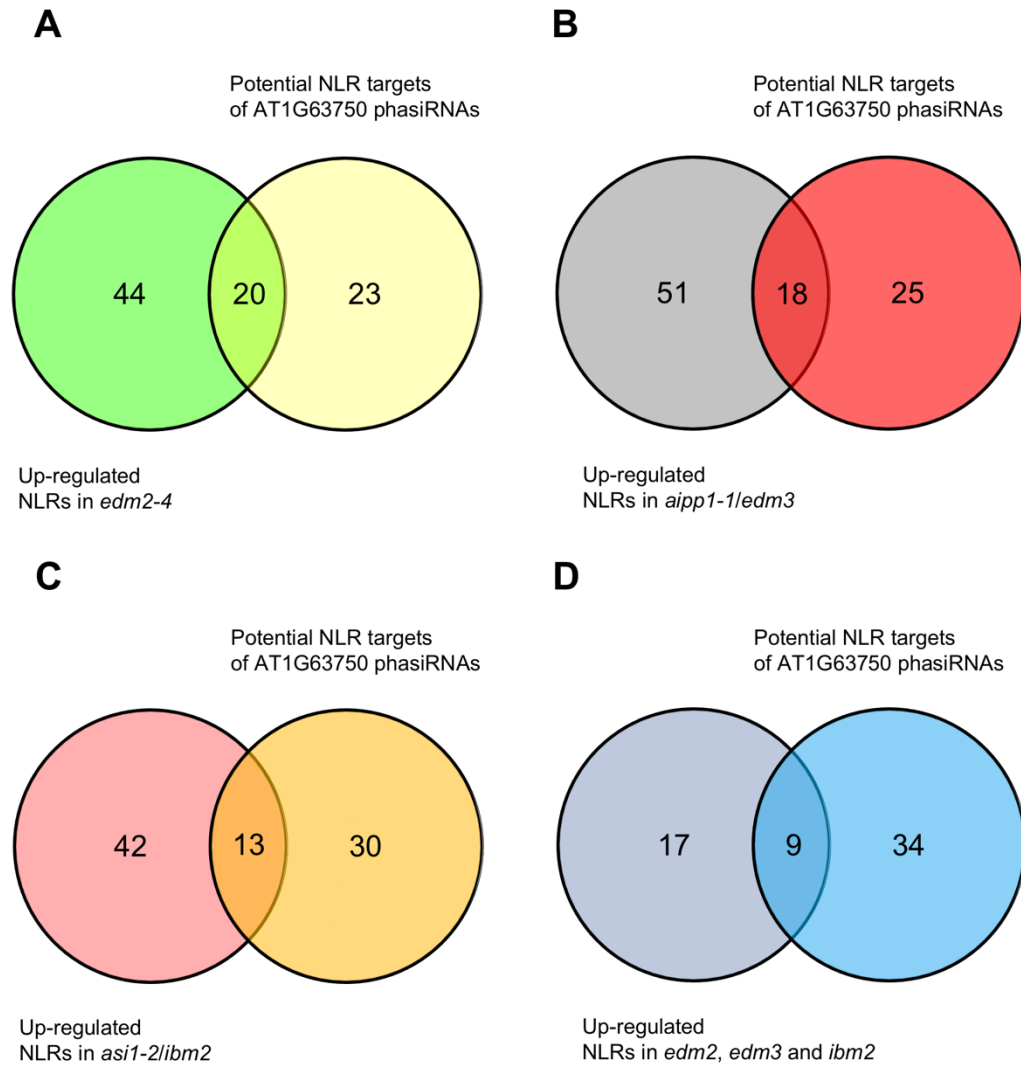 A
Potential NLR targets
of AT1G63750 phasiRNAs
44
20
23
Up-regulated
NLRs in edm2-4
B
Potential NLR targets
of AT1G63750 phasiRNAs
51
18
25
Up-regulated
NLRs in aipp1-1/edm3
C
Potential NLR targets
of AT1G63750 phasiRNAs
42
13
30
Up-regulated
NLRs in asi1-2/ibm2
D
Potential NLR targets
of AT1G63750 phasiRNAs
17
9
34
Up-regulated
NLRs in edm2, edm3 and ibm2